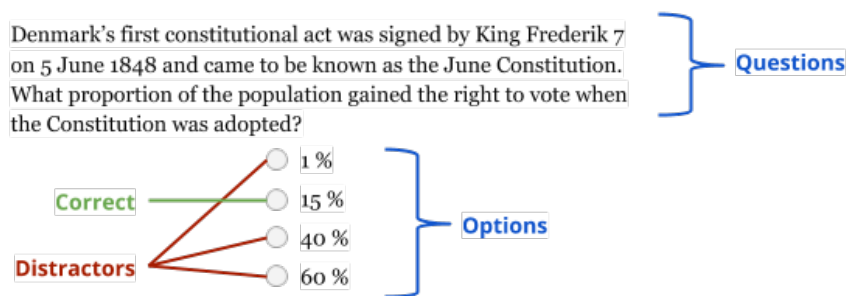 Denmark's first constitutional act was signed by King Frederik 7
on 5 June 1848 and came to be known as the June Constitution.
What proportion of the population gained the right to vote when
the Constitution was adopted?
Questions
1 %
Correct
15 %
Options
40 %
Distractors
60 %